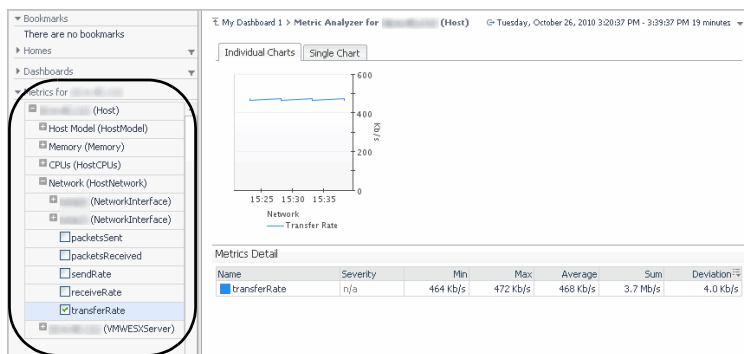 Bookmarks
There are no bookmarks
Homes
Dashboards
Metrics for
(Host)
Host Model (HostModel)
Memory (Memory)
CPUs (HostCPUs)
Network (HostNetwork)
(NetworkInterface)
(NetworkInterface)
packetsSent
packetsReceived
sendRate
receiveRate
transferRate
(VMWESXServer)
My Dashboard 1 > Metric Analyzer for (Host) Tuesday, October 26, 2010 3:20:37 PM - 3:39:37 PM 19 minutes
Individual Charts Single Chart
600
400
200
0
Kb/s
15:25 15:30 15:35
Network
Transfer Rate
Metrics Detail
Name Severity Min Max Average Sum Deviation
transferRate n/a 464 Kb/s 472 Kb/s 468 Kb/s 3.7 Mb/s 4.0 Kb/s